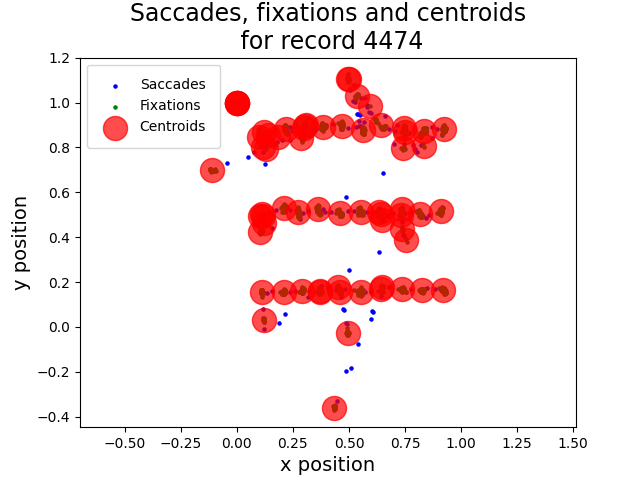 Saccades, fixations and centroids
for record 4474
Saccades
Fixations
Centroids
y position
1.2
1.0
0.8
0.6
0.4
0.2
0.0
−0.2
−0.4
−0.50 −0.25 0.00 0.25 0.50 0.75 1.00 1.25 1.50
x position